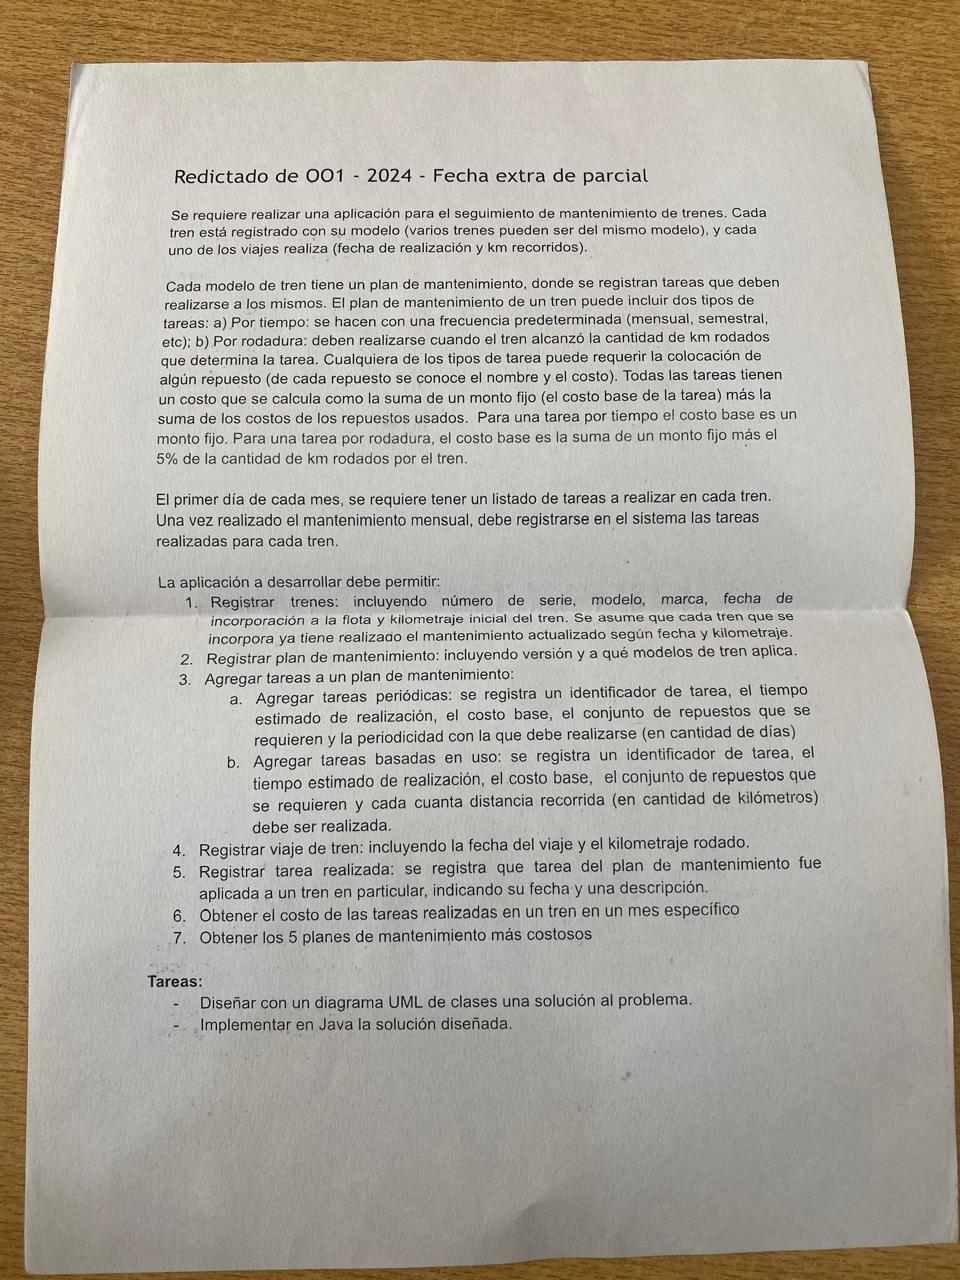 Redictado de OO1 - 2024 - Fecha extra de parcial
Se requiere realizar una aplicación para el seguimiento de mantenimiento de trenes. Cada
tren está registrado con su modelo (varios trenes pueden ser del mismo modelo), y cada
uno de los viajes realiza (fecha de realización y km recorridos).
Cada modelo de tren tiene un plan de mantenimiento, donde se registran tareas que deben
realizarse a los mismos. El plan de mantenimiento de un tren puede incluir dos tipos de
tareas: a) Por tiempo: se hacen con una frecuencia predeterminada (mensual, semestral,
etc); b) Por rodadura: deben realizarse cuando el tren alcanzó la cantidad de km rodados
que determina la tarea. Cualquiera de los tipos de tarea puede requerir la colocación de
algún repuesto (de cada repuesto se conoce el nombre y el costo). Todas las tareas tienen
un costo que se calcula como la suma de un monto fijo (el costo base de la tarea) más la
suma de los costos de los repuestos usados. Para una tarea por tiempo el costo base es un
monto fijo. Para una tarea por rodadura, el costo base es la suma de un monto fijo más el
5% de la cantidad de km rodados por el tren.
El primer día de cada mes, se requiere tener un listado de tareas a realizar en cada tren.
Una vez realizado el mantenimiento mensual, debe registrarse en el sistema las tareas
realizadas para cada tren.
La aplicación a desarrollar debe permitir:
1. Registrar trenes: incluyendo número de serie, modelo, marca, fecha de
incorporación a la flota y kilometraje inicial del tren. Se asume que cada tren que se
incorpora ya tiene realizado el mantenimiento actualizado según fecha y kilometraje.
2. Registrar plan de mantenimiento: incluyendo versión y a qué modelos de tren aplica.
3. Agregar tareas a un plan de mantenimiento:
a. Agregar tareas periódicas: se registra un identificador de tarea, el tiempo
estimado de realización, el costo base, el conjunto de repuestos que se
requieren y la periodicidad con la que debe realizarse (en cantidad de días)
b. Agregar tareas basadas en uso: se registra un identificador de tarea, el
tiempo estimado de realización, el costo base, el conjunto de repuestos que
se requieren y cada cuanta distancia recorrida (en cantidad de kilómetros)
debe ser realizada.
4. Registrar viaje de tren: incluyendo la fecha del viaje y el kilometraje rodado.
5. Registrar tarea realizada: se registra que tarea del plan de mantenimiento fue
aplicada a un tren en particular, indicando su fecha y una descripción.
6. Obtener el costo de las tareas realizadas en un tren en un mes específico
7. Obtener los 5 planes de mantenimiento más costosos
Tareas:
- Diseñar con un diagrama UML de clases una solución al problema.
- Implementar en Java la solución diseñada.